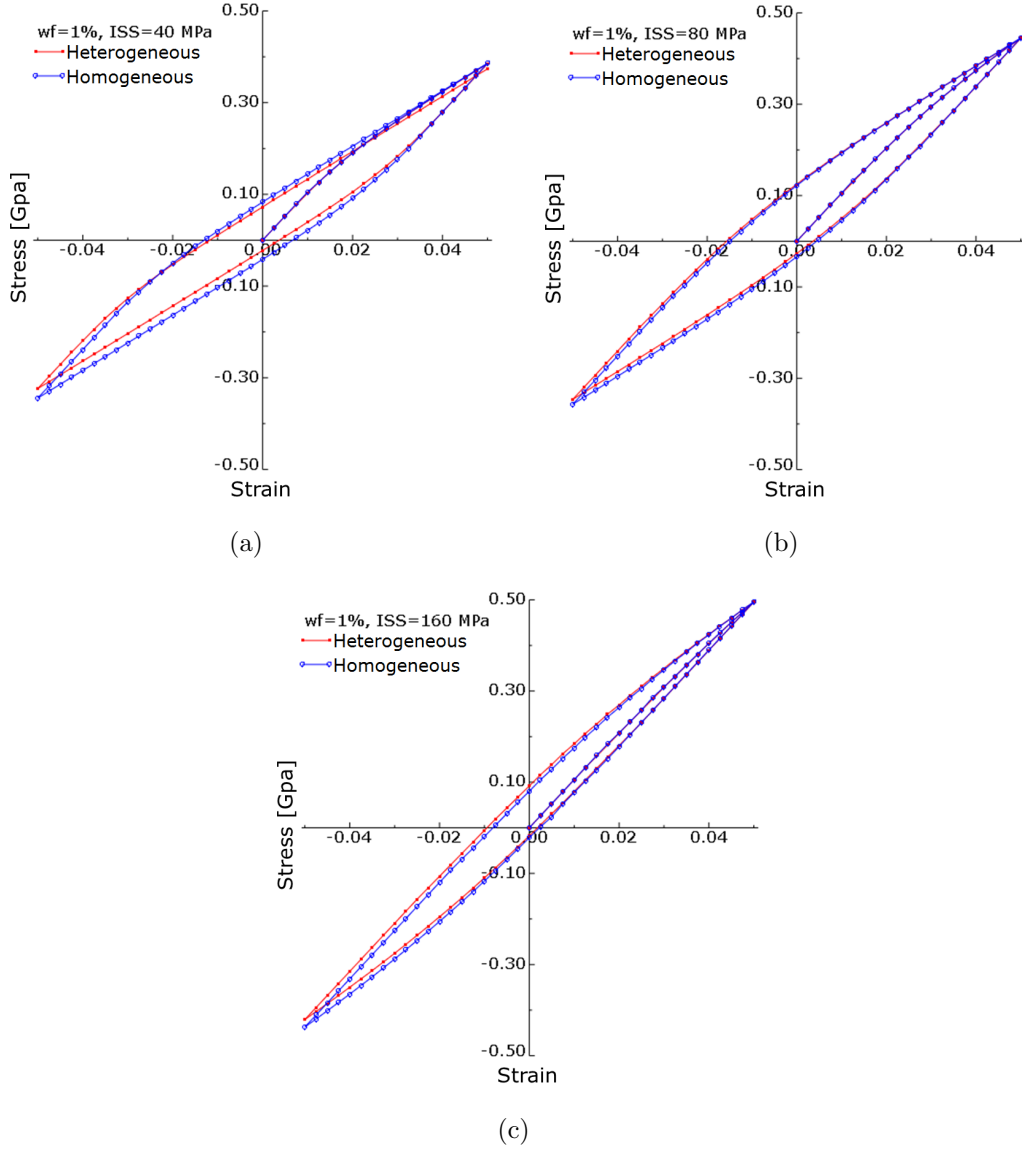 wf=1%, ISS=40 MPa
Heterogeneous
Homogeneous
0.50
0.30
0.10
-0.10
-0.30
-0.50
-0.04
-0.02
0.00
0.02
0.04
Stress [Gpa]
Strain
(a)
wf=1%, ISS=80 MPa
Heterogeneous
Homogeneous
0.50
0.30
0.10
-0.10
-0.30
-0.50
-0.04
-0.02
0.00
0.02
0.04
Stress [Gpa]
Strain
(b)
wf=1%, ISS=160 MPa
Heterogeneous
Homogeneous
0.50
0.30
0.10
-0.10
-0.30
-0.50
-0.04
-0.02
0.00
0.02
0.04
Stress [Gpa]
Strain
(c)